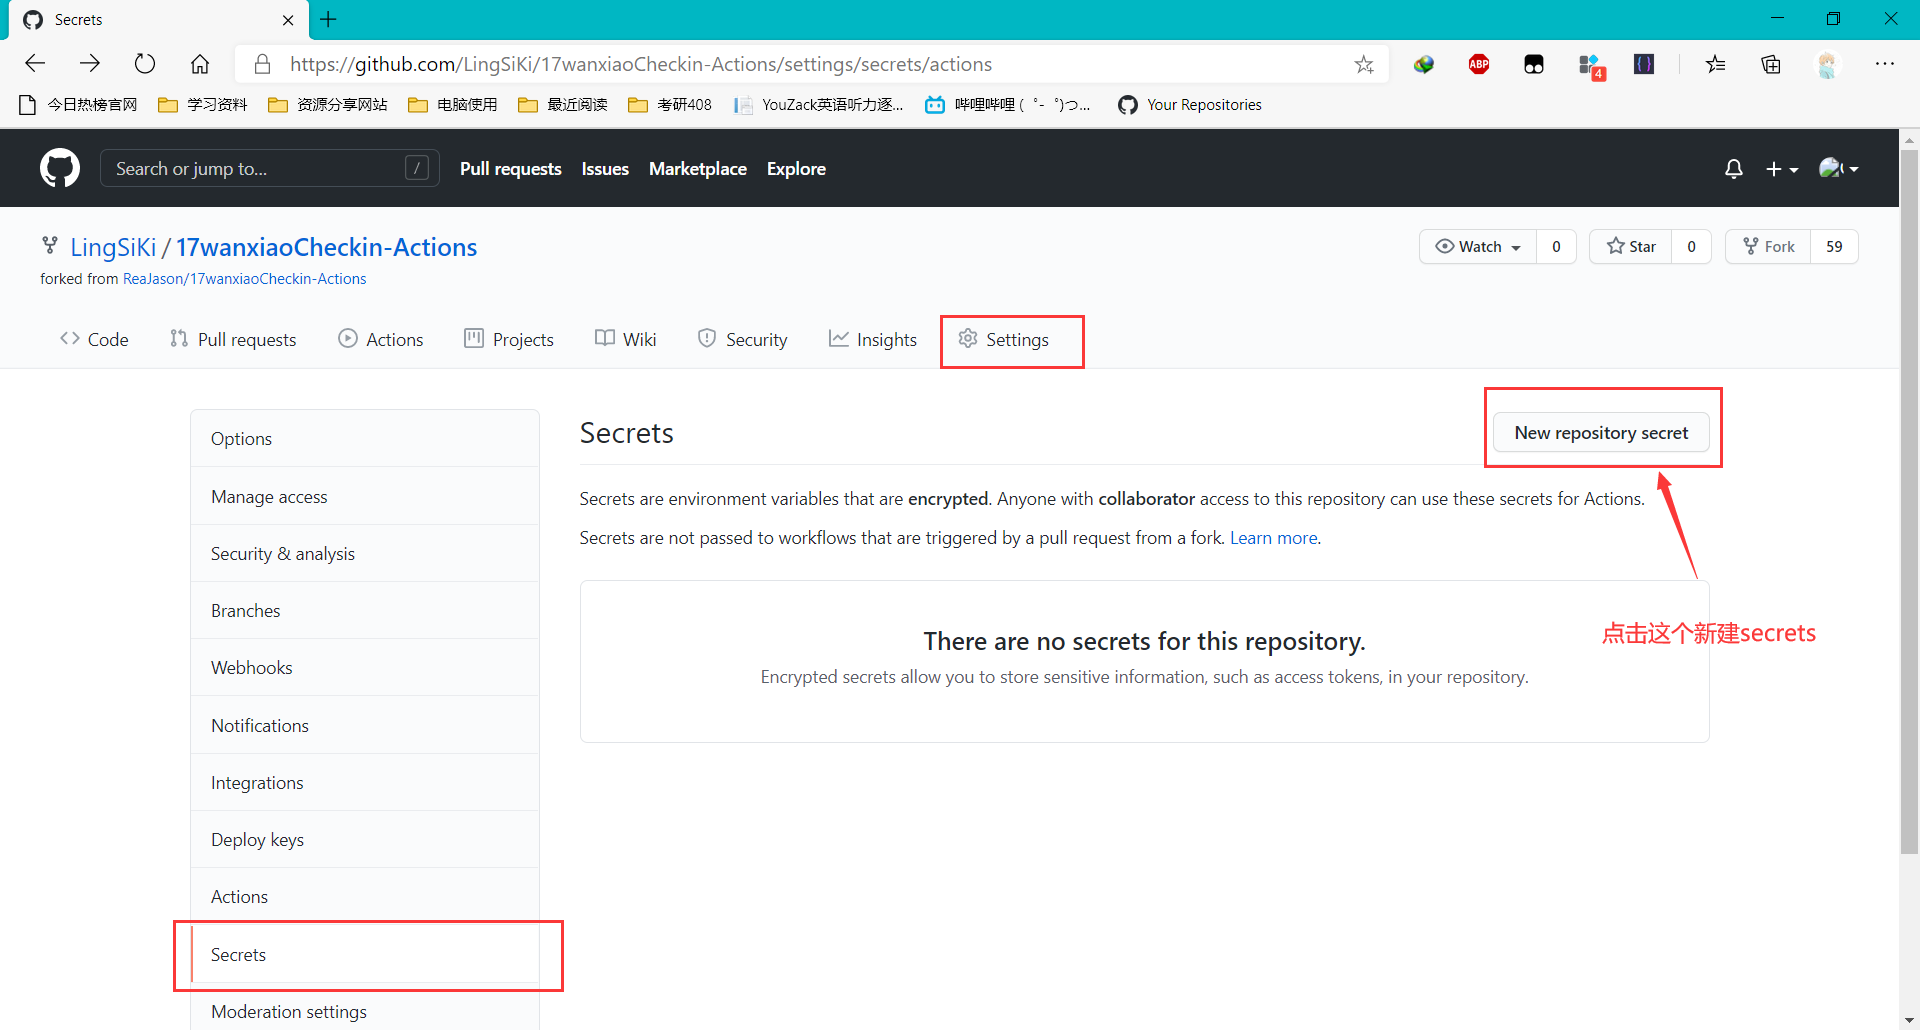 Secrets
https://github.com/LingSiKi/17wanxiaoCheckin-Actions/settings/secrets/actions
ABP
4
今日热榜官网 学习资料 资源分享网站 电脑使用 最近阅读 考研408 YouZack英语听力逐... 哔哩哔哩 ( ゜- ゜)つ... Your Repositories
Search or jump to... / Pull requests Issues Marketplace Explore
LingSiKi / 17wanxiaoCheckin-Actions
Watch 0 Star 0 Fork 59
forked from ReaJason/17wanxiaoCheckin-Actions
Code Pull requests Actions Projects Wiki Security Insights Settings
Options
Manage access
Security & analysis
Branches
Webhooks
Notifications
Integrations
Deploy keys
Actions
Secrets
Moderation settings
Secrets
New repository secret
Secrets are environment variables that are encrypted. Anyone with collaborator access to this repository can use these secrets for Actions.
Secrets are not passed to workflows that are triggered by a pull request from a fork. Learn more.
There are no secrets for this repository.
Encrypted secrets allow you to store sensitive information, such as access tokens, in your repository.
点击这个新建secrets